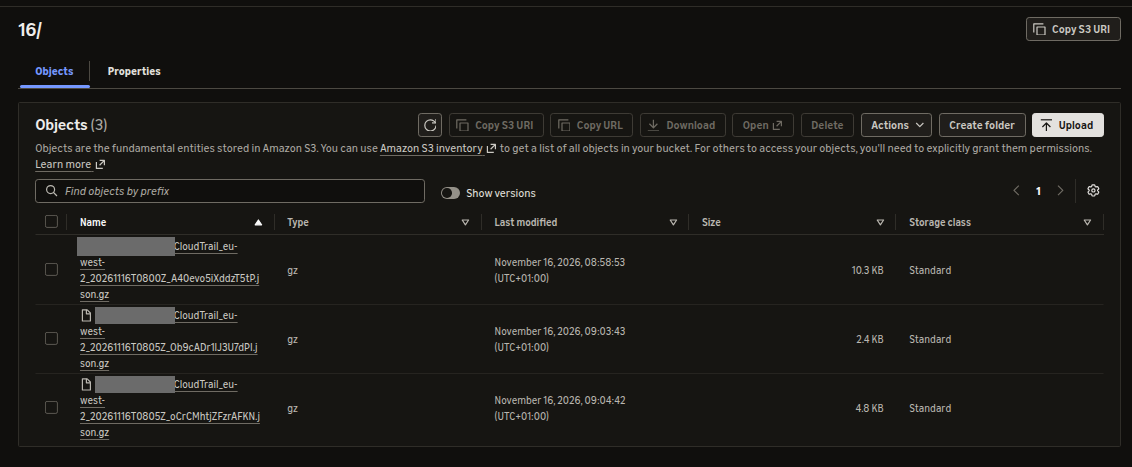 16/
Copy S3 URI
Objects
Properties
Objects (3)
Copy S3 URI
Copy URL
Download
Open
Delete
Actions
Create folder
Upload
Objects are the fundamental entities stored in Amazon S3. You can use Amazon S3 inventory to get a list of all objects in your bucket. For others to access your objects, you'll need to explicitly grant them permissions.
Learn more
Find objects by prefix
Show versions
1
Name
Type
Last modified
Size
Storage class
CloudTrail_eu-
west-
2_20261116T0800Z_A40evo5iXddzT5tP.j
son.gz
gz
November 16, 2026, 08:58:53
(UTC+01:00)
10.3 KB
Standard
CloudTrail_eu-
west-
2_20261116T0805Z_0b9cADr1IJ3U7dPI.j
son.gz
gz
November 16, 2026, 09:03:43
(UTC+01:00)
2.4 KB
Standard
CloudTrail_eu-
west-
2_20261116T0805Z_oCrCMhtjZFzrAFKN.j
son.gz
gz
November 16, 2026, 09:04:42
(UTC+01:00)
4.8 KB
Standard